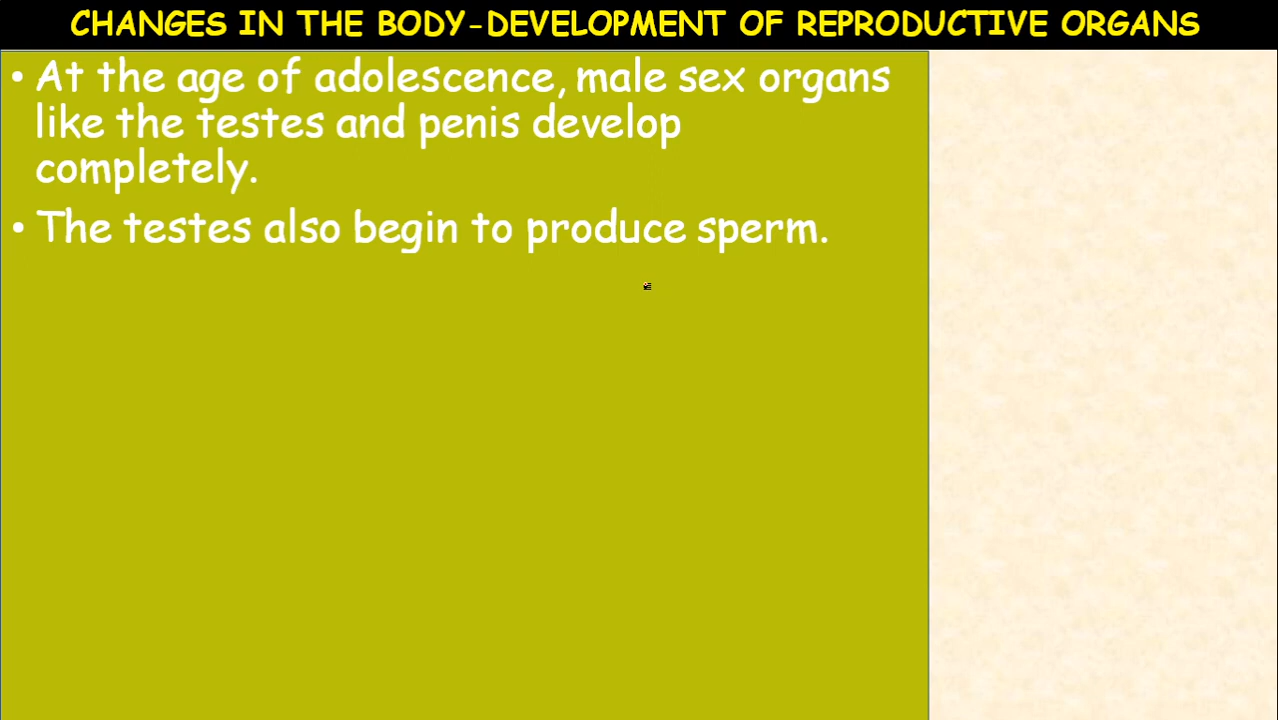 CHANGES IN THE BODY-DEVELOPMENT OF REPRODUCTIVE ORGANS
• At the age of adolescence, male sex organs
like the testes and penis develop
completely.
• The testes also begin to produce sperm.